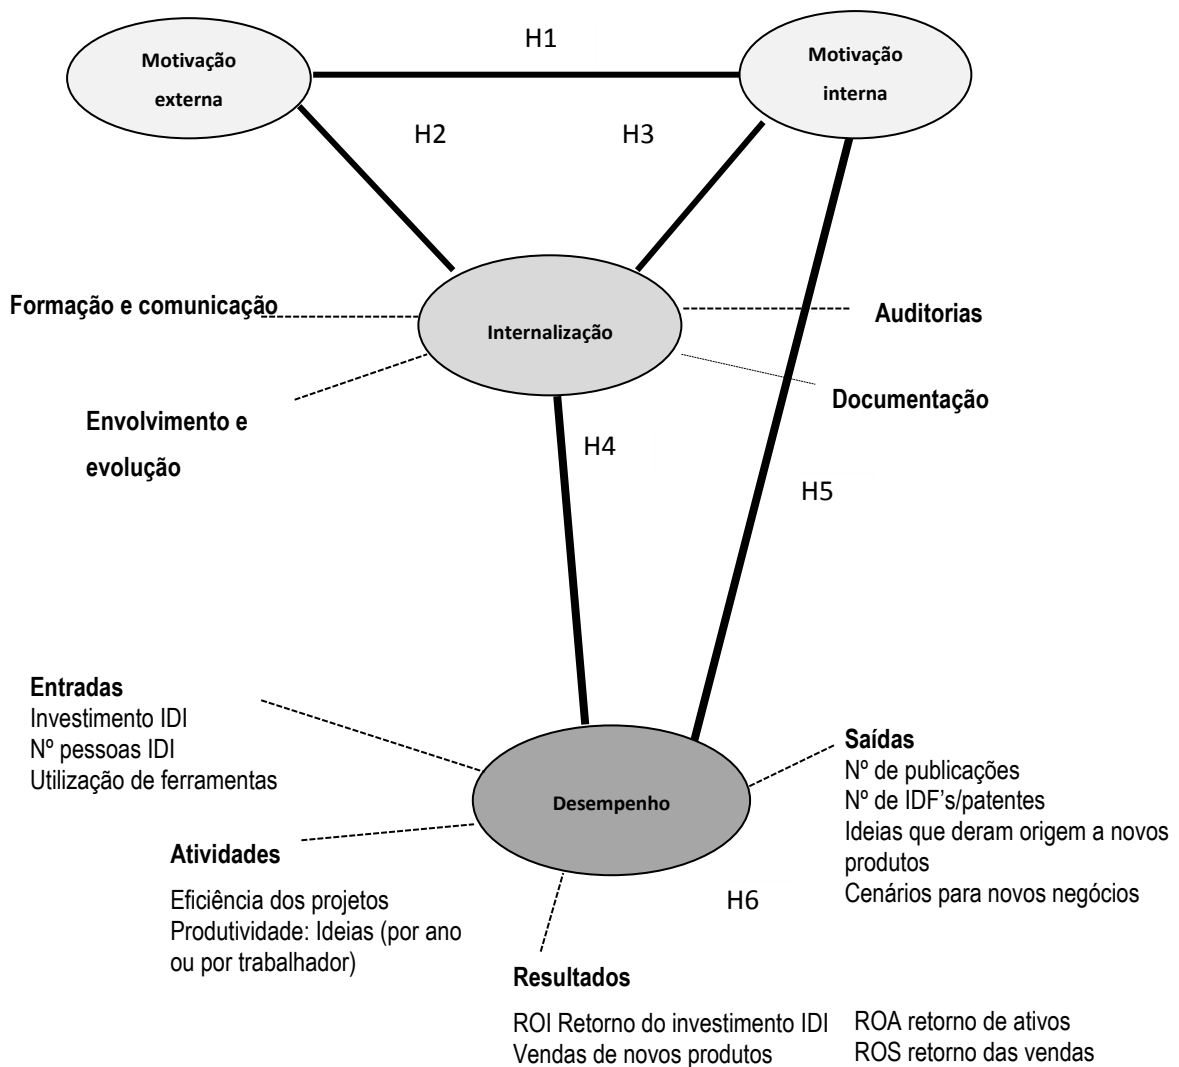 H1
Motivação
externa
Motivação
interna
H2
H3
Formação e comunicação
Internalização
Auditorias
Documentação
Envolvimento e
evolução
H4
H5
Entradas
Investimento IDI
Nº pessoas IDI
Utilização de ferramentas
Desempenho
Saídas
Nº de publicações
Nº de IDF’s/patentes
Ideias que deram origem a novos
produtos
Cenários para novos negócios
Atividades
Eficiência dos projetos
Produtividade: Ideias (por ano
ou por trabalhador)
H6
Resultados
ROI Retorno do investimento IDI
Vendas de novos produtos
ROA retorno de ativos
ROS retorno das vendas